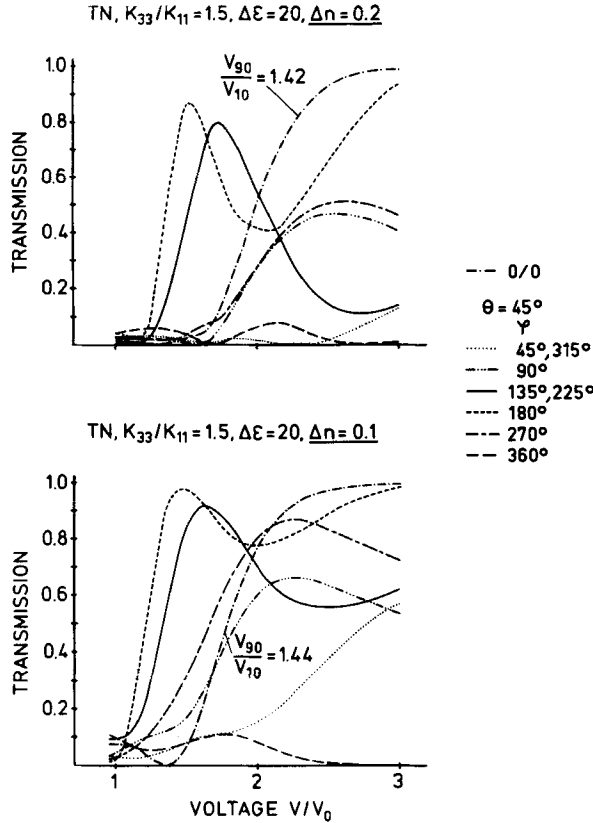 TN, K33/K11=1.5, Δε=20, Δn=0.2
V90
V10 =1.42
TRANSMISSION
1.0
0.8
0.6
0.4
0.2
0/0
θ=45°
φ
45°,315°
90°
135°,225°
180°
270°
360°
TN, K33/K11=1.5, Δε=20, Δn=0.1
V90
V10 =1.44
TRANSMISSION
1.0
0.8
0.6
0.4
0.2
1 2 3
VOLTAGE V/V0